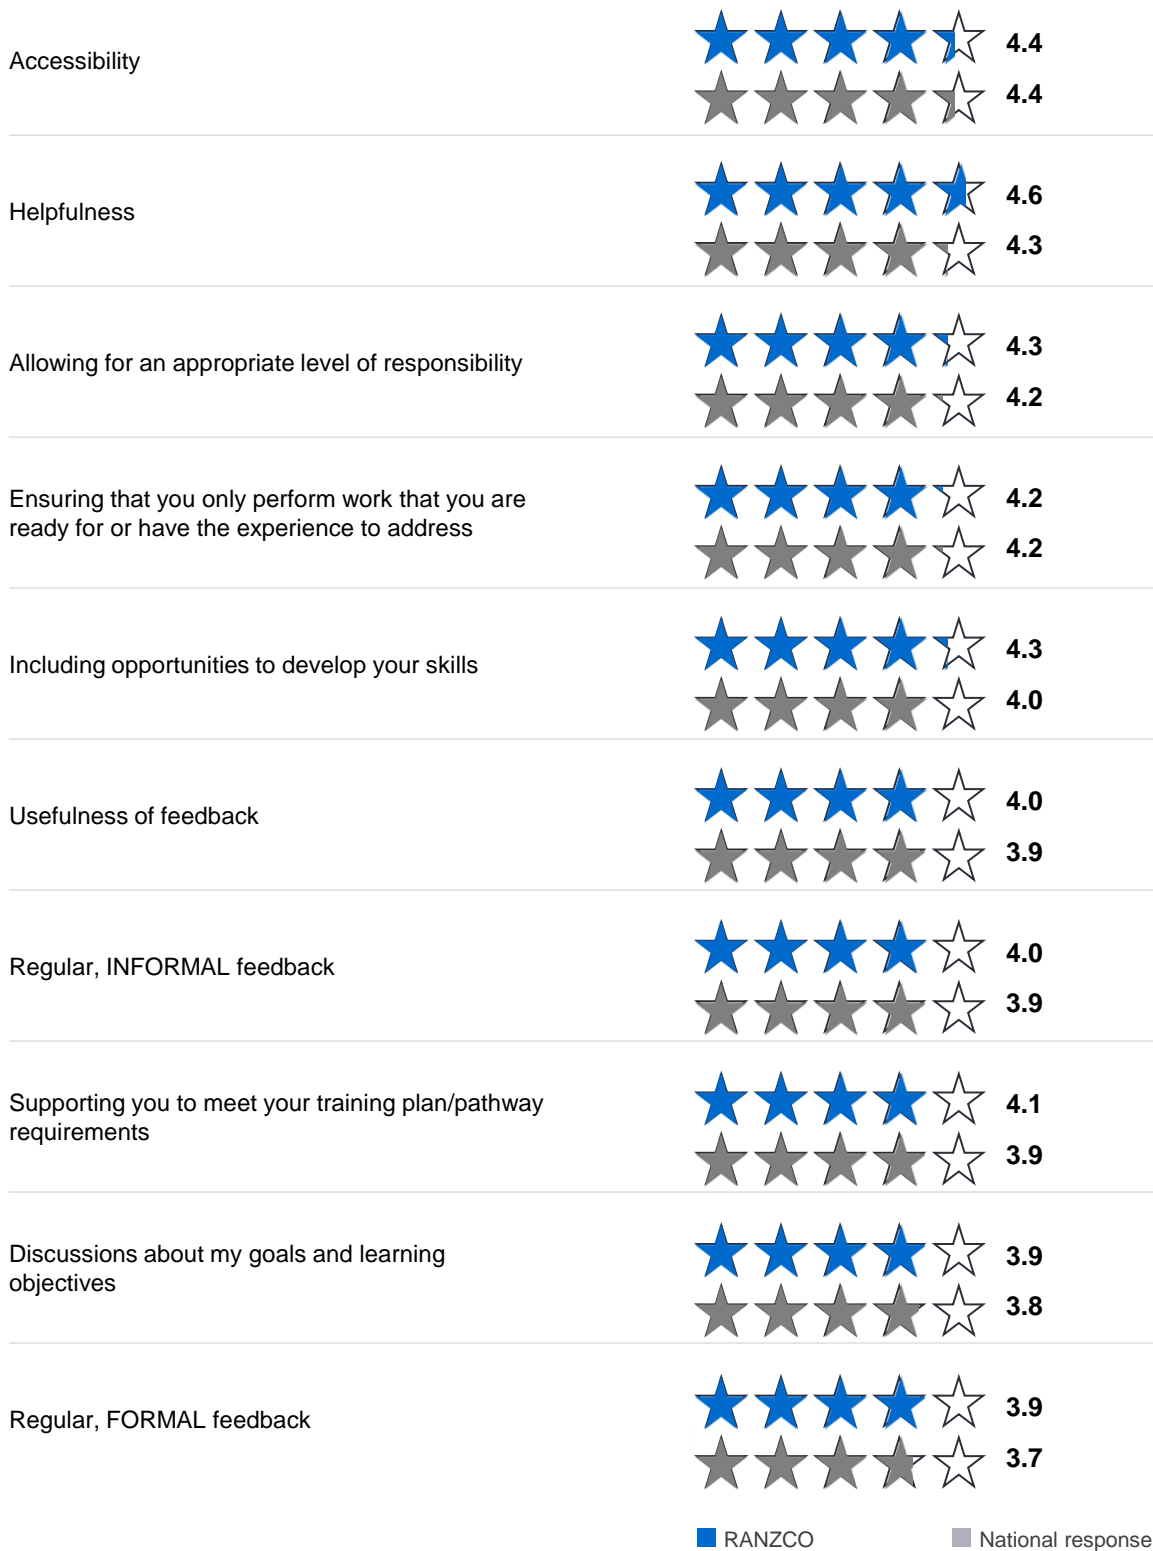 Accessibility
4.4
4.4
Helpfulness
4.6
4.3
Allowing for an appropriate level of responsibility
4.3
4.2
Ensuring that you only perform work that you are
ready for or have the experience to address
4.2
4.2
Including opportunities to develop your skills
4.3
4.0
Usefulness of feedback
4.0
3.9
Regular, INFORMAL feedback
4.0
3.9
Supporting you to meet your training plan/pathway
requirements
4.1
3.9
Discussions about my goals and learning
objectives
3.9
3.8
Regular, FORMAL feedback
3.9
3.7
RANZCO
National response